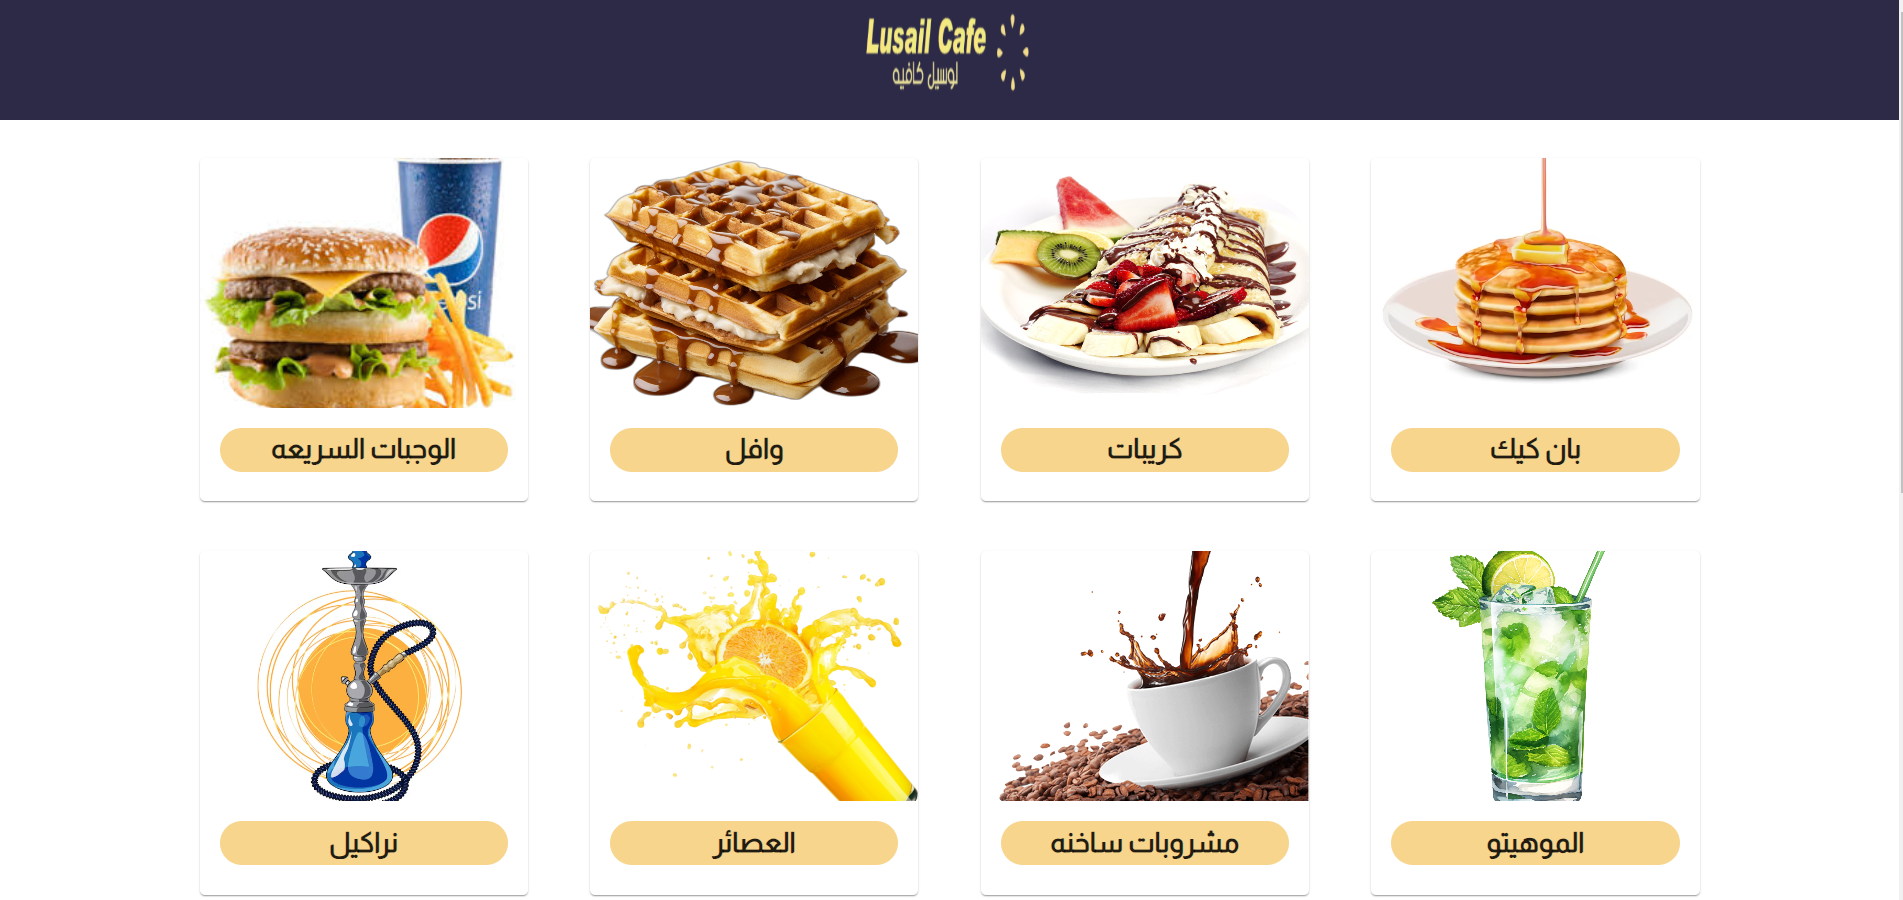 Lusail Cafe
لوسيل كافيه
بان كيك
كريبات
وافل
الوجبات السريعه
الموهيتو
مشروبات ساخنه
العصائر
نراكيل